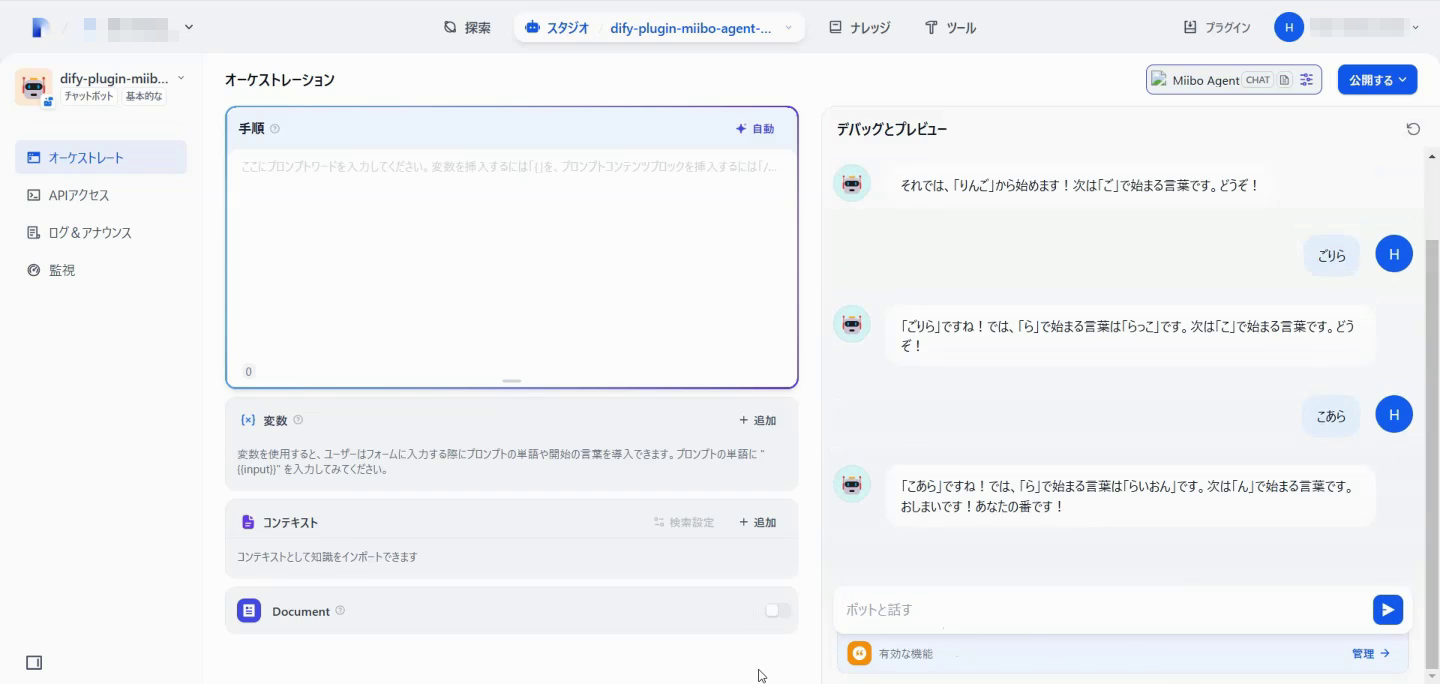 探索
スタジオ / dify-plugin-miibo-agent-...
ナレッジ
ツール
プラグイン
H
dify-plugin-miib...
チャットボット 基本的な
オーケストレート
APIアクセス
ログ＆アナウンス
監視
オーケストレーション
Miibo Agent CHAT
公開する
手順
自動
ここにプロンプトワードを入力してください。変数を挿入するには「{」を、プロンプトコンテンツブロックを挿入するには「/...
0
変数
+ 追加
変数を使用すると、ユーザーはフォームに入力する際にプロンプトの単語や開始の言葉を導入できます。プロンプトの単語に "
{{input}}" を入力してみてください。
コンテキスト
検索設定
+ 追加
コンテキストとして知識をインポートできます
Document
デバッグとプレビュー
それでは、「りんご」から始めます！次は「ご」で始まる言葉です。どうぞ！
ごりら
H
「ごりら」ですね！では、「ら」で始まる言葉は「らっこ」です。次は「こ」で始まる言葉です。どう
ぞ！
こあら
H
「こあら」ですね！では、「ら」で始まる言葉は「らいおん」です。次は「ん」で始まる言葉です。
おしまいです！あなたの番です！
ボットと話す
有効な機能
管理 →